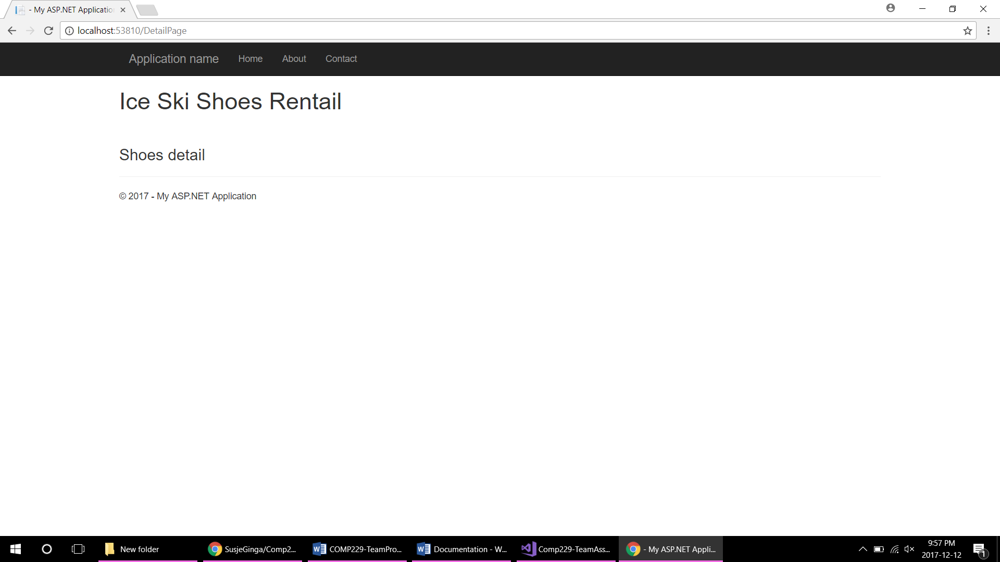 - My ASP.NET Applicatio
localhost:53810/DetailPage
Application name Home About Contact
Ice Ski Shoes Rentail
Shoes detail
© 2017 - My ASP.NET Application
New folder SusjeGinga/Comp2... COMP229-TeamPro... Documentation - W... Comp229-TeamAss... - My ASP.NET Appli... 9:57 PM
2017-12-12 1